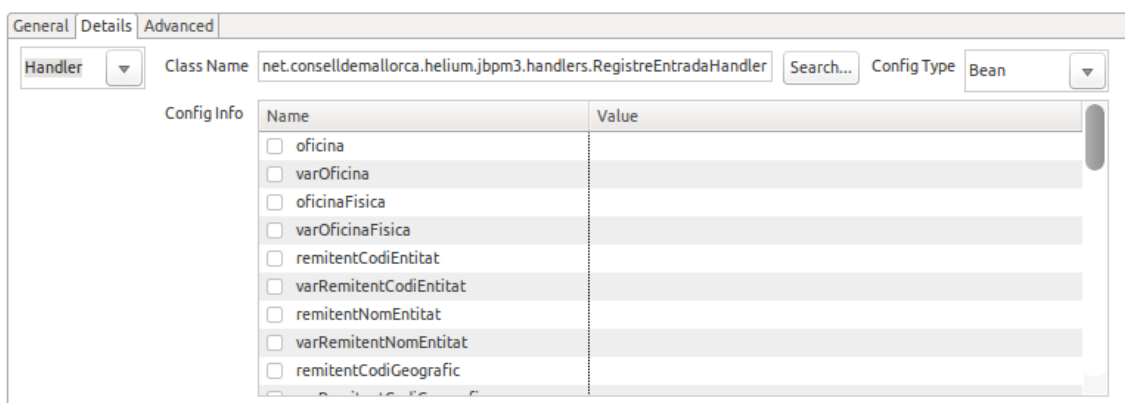 General Details Advanced
Handler Class Name net.conselldemallorca.helium.jbpm3.handlers.RegistreEntradaHandler Search... Config Type Bean
Config Info Name Value
oficina
varOficina
oficinaFisica
varOficinaFisica
remitentCodiEntitat
varRemitentCodiEntitat
remitentNomEntitat
varRemitentNomEntitat
remitentCodiGeografic